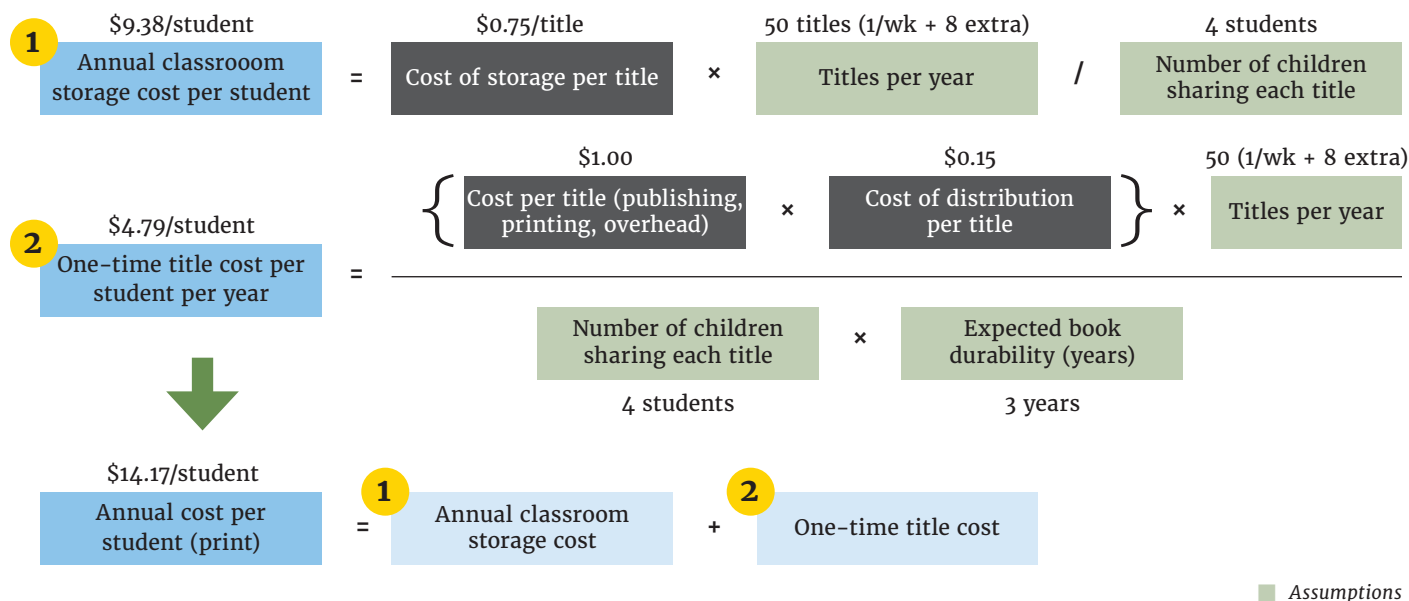 $9.38/student
1
Annual classrooom
storage cost per student
=
$0.75/title
Cost of storage per title
×
50 titles (1/wk + 8 extra)
Titles per year
/
4 students
Number of children
sharing each title
$4.79/student
2
One-time title cost per
student per year
=
{
$1.00
Cost per title (publishing,
printing, overhead)
×
$0.15
Cost of distribution
per title
}
×
50 (1/wk + 8 extra)
Titles per year
Number of children
sharing each title
4 students
×
Expected book
durability (years)
3 years
$14.17/student
Annual cost per
student (print)
=
1
Annual classroom
storage cost
+
2
One-time title cost
Assumptions